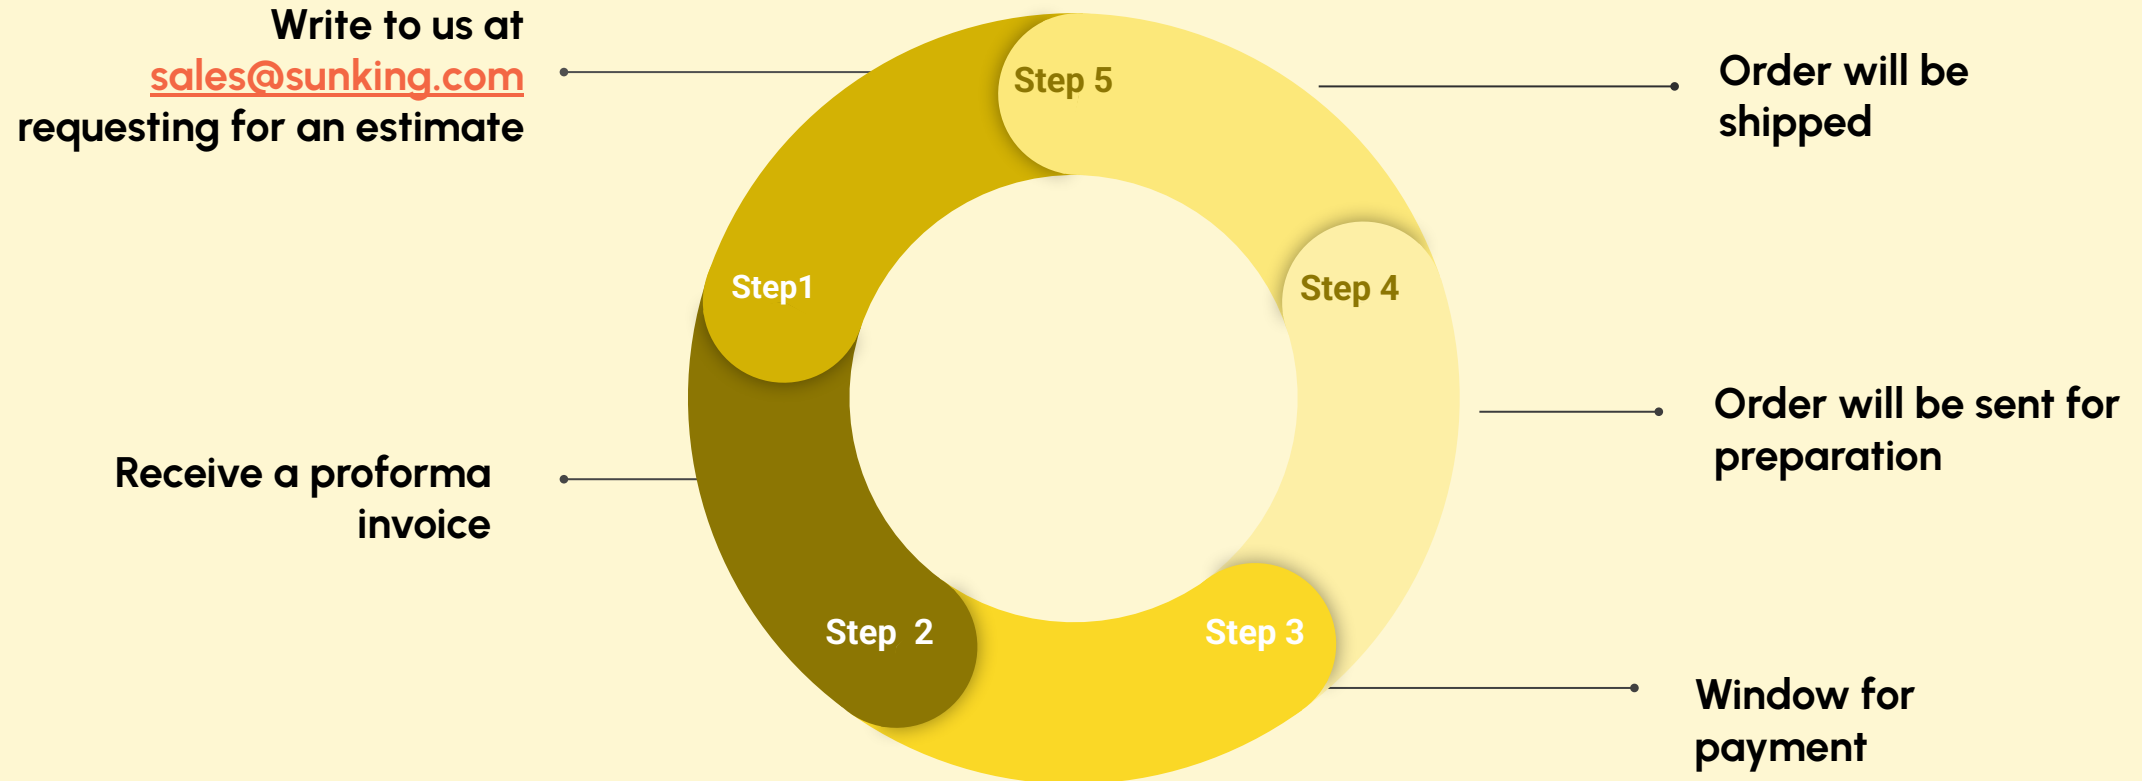 Write to us at
sales@sunking.com
requesting for an estimate
Step1
Receive a proforma
invoice
Step  2
Step 3
Window for
payment
Step 4
Order will be sent for
preparation
Step 5
Order will be
shipped